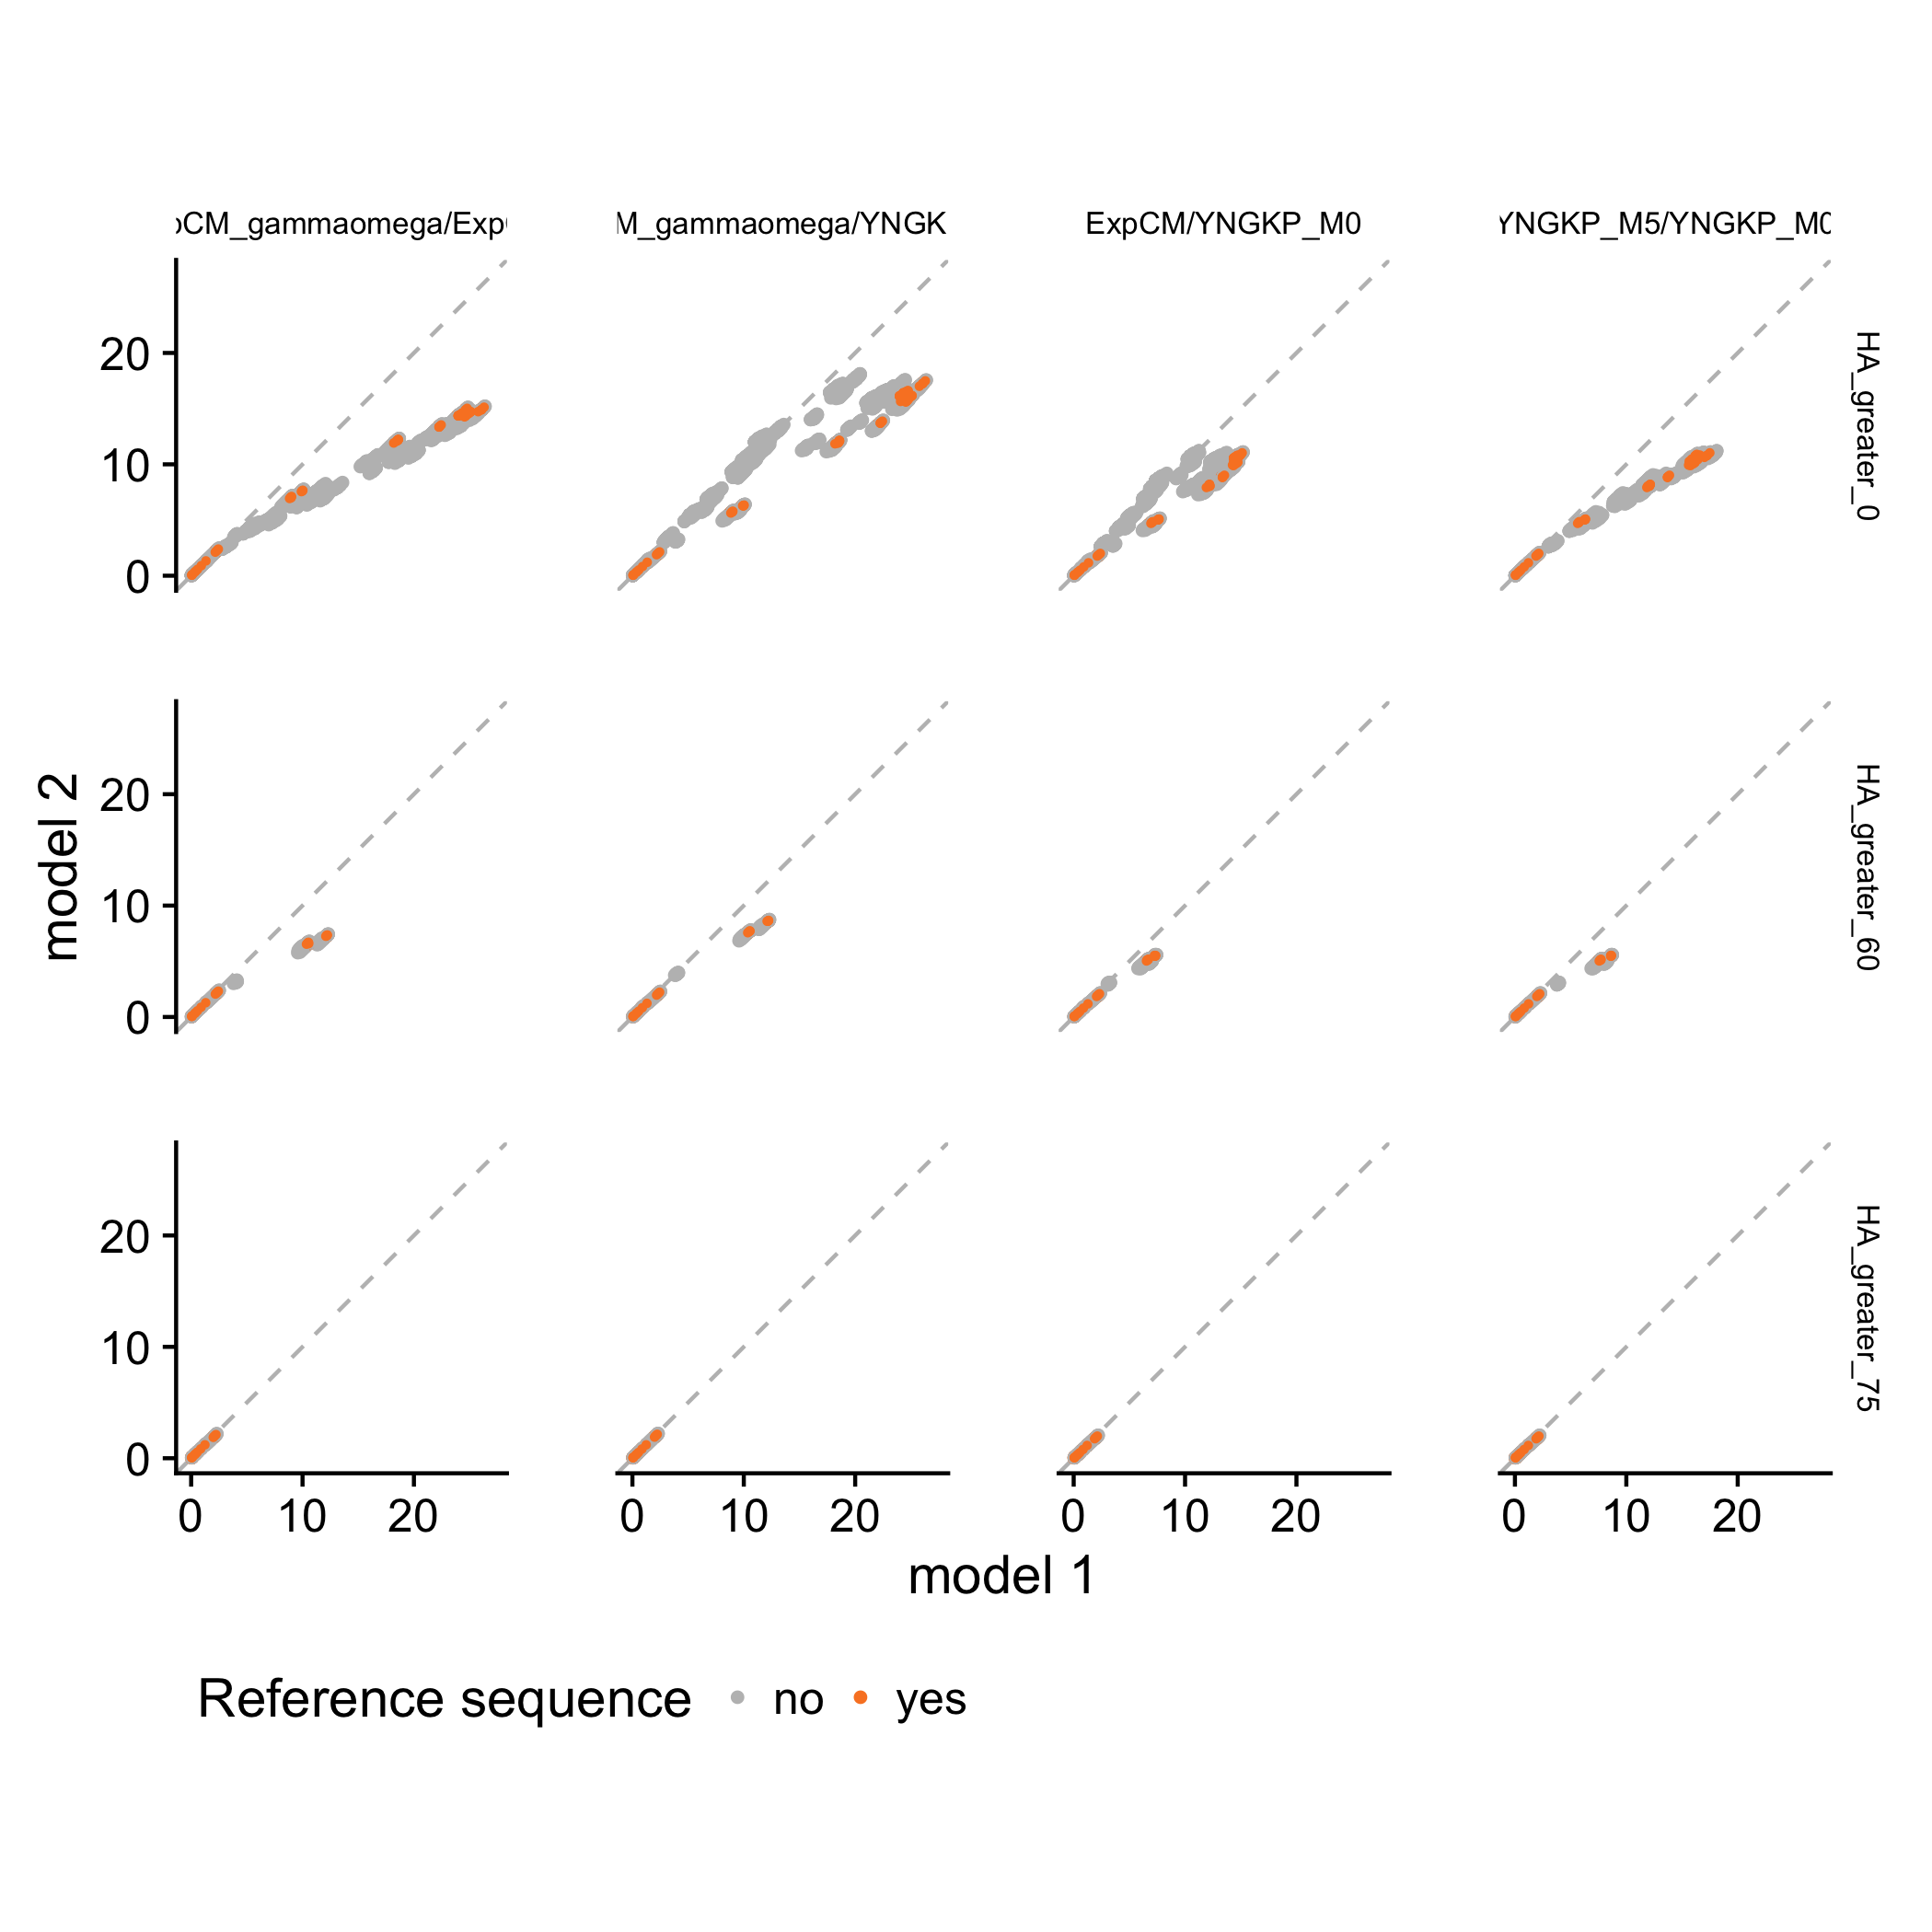 CM_gammaomega/Exp
M_gammaomega/YNGK
ExpCM/YNGKP_M0
YNGKP_M5/YNGKP_M0
20
10
0
HA_greater_0
model 2
20
10
0
HA_greater_60
20
10
0
HA_greater_75
0 10 20
0 10 20
0 10 20
0 10 20
model 1
Reference sequence no yes